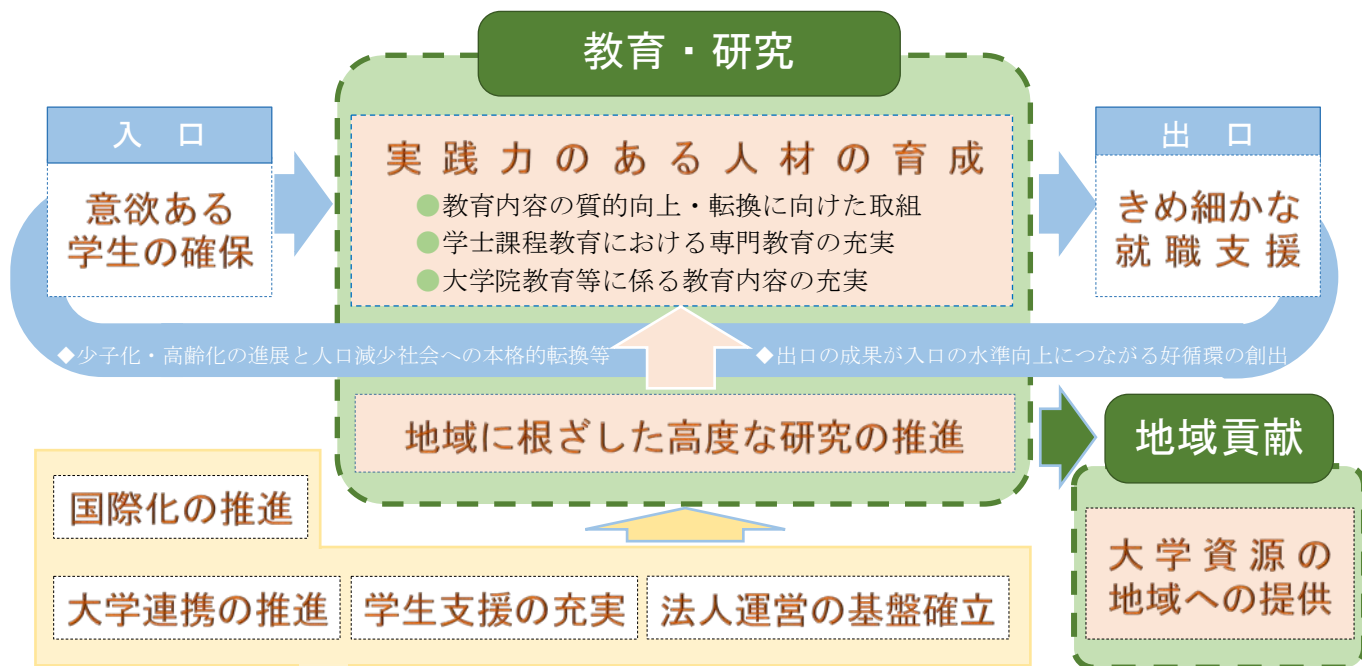 教育・研究
入口
意欲ある
学生の確保
実践力のある人材の育成
●教育内容の質的向上・転換に向けた取組
●学士課程教育における専門教育の充実
●大学院教育等に係る教育内容の充実
出口
きめ細かな
就職支援
◆少子化・高齢化の進展と人口減少社会への本格的転換等
◆出口の成果が入口の水準向上につながる好循環の創出
地域に根ざした高度な研究の推進
地域貢献
大学資源の
地域への提供
国際化の推進
大学連携の推進
学生支援の充実
法人運営の基盤確立